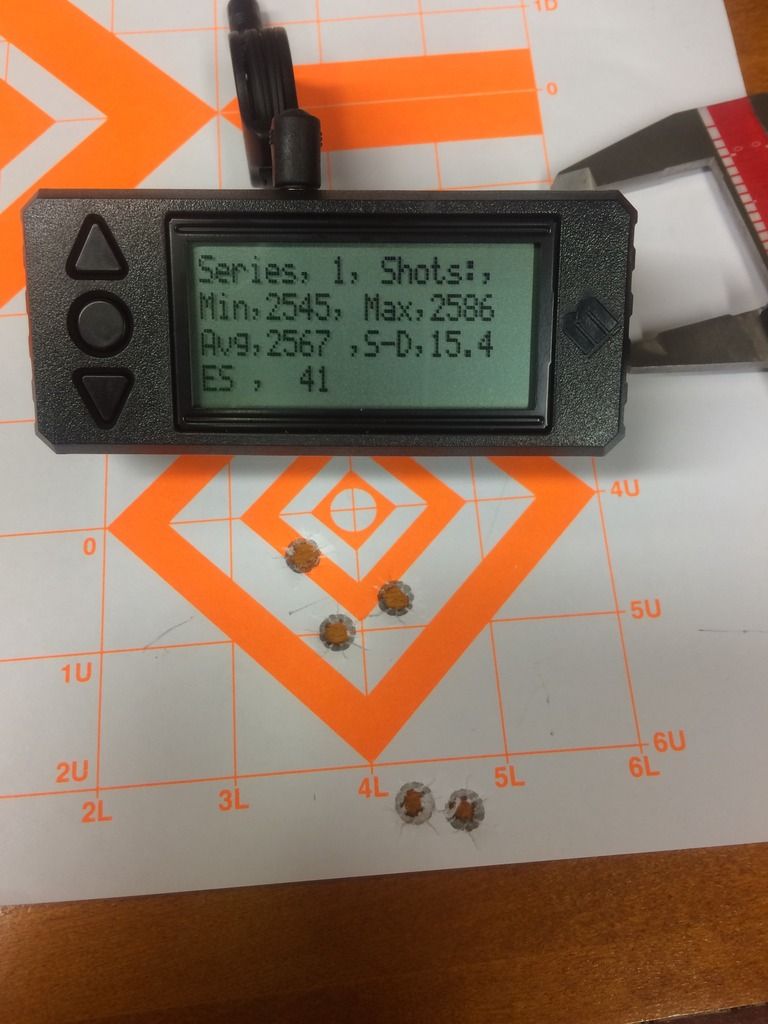 1D
0
Series, 1, Shots:,
Min,2545, Max,2586
Avg,2567 ,S-D,15.4
ES , 41
4U
0
5U
1U
6U
2U
2L
3L
4L
5L
6L